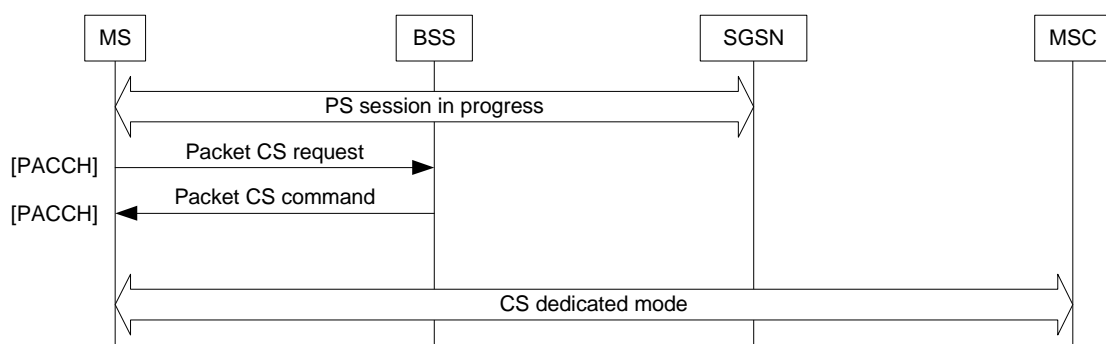 MS
BSS
SGSN
MSC
PS session in progress
[PACCH]
Packet CS request
[PACCH]
Packet CS command
CS dedicated mode